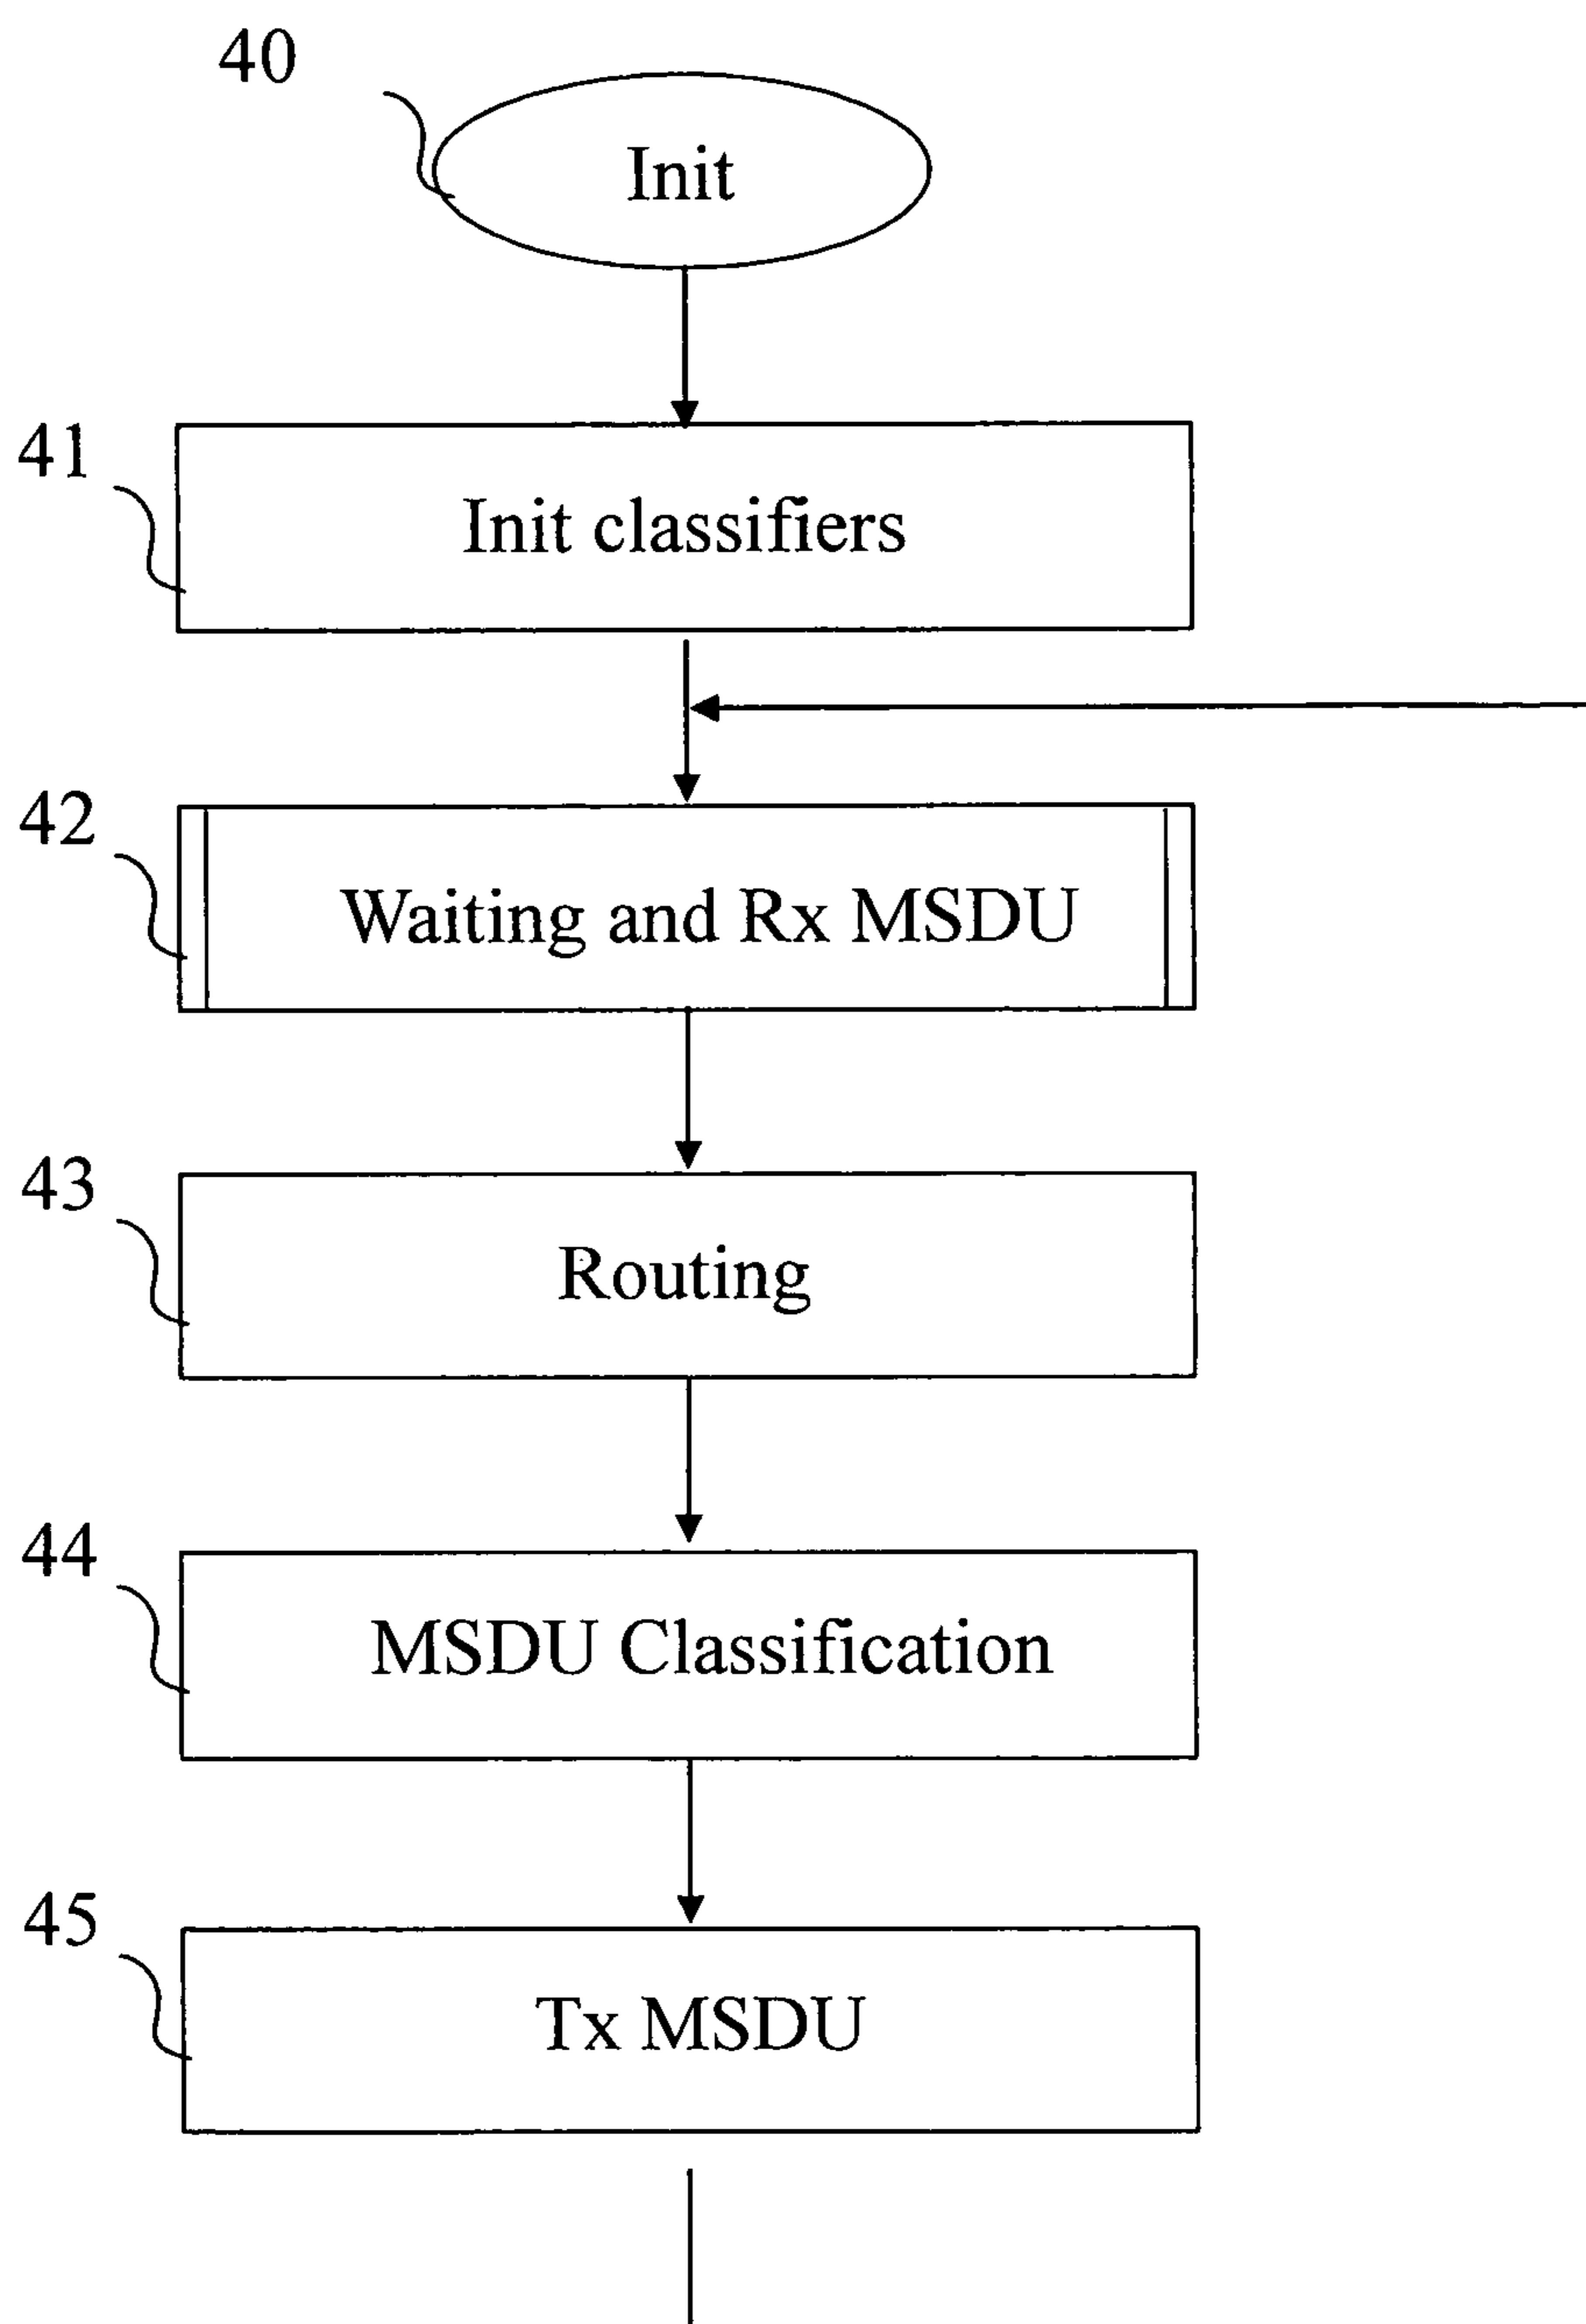 40
Init
41
Init classifiers
42
Waiting and Rx MSDU
43
Routing
44
MSDU Classification
45
Tx MSDU